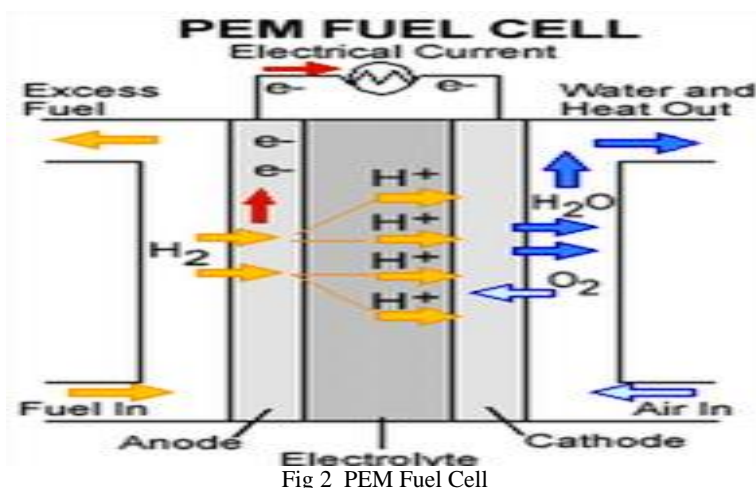 PEM FUEL CELL
Electrical Current
Excess
Fuel
Water and
Heat Out
e-
e-
e-
e-
H+
H+
H+
H+
H2
H2O
O2
Fuel In
Air In
Anode
Electrolyte
Cathode
Fig 2 PEM Fuel Cell